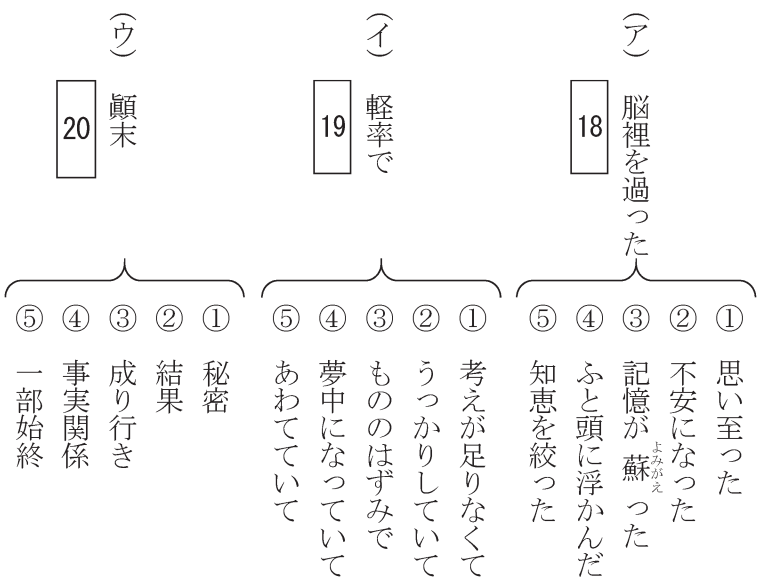 (ア) 脳裡を過った
18
① 思い至った
② 不安になった
③ 記憶が蘇った
よみがえ
④ ふと頭に浮かんだ
⑤ 知恵を絞った
(イ) 軽率で
19
① 考えが足りなくて
② うっかりしていて
③ もののはずみで
④ 夢中になっていて
⑤ あわてていて
(ウ) 顚末
20
① 秘密
② 結果
③ 成り行き
④ 事実関係
⑤ 一部始終